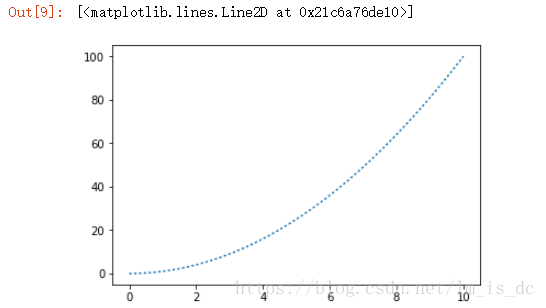 Out[9]: [<matplotlib.lines.Line2D at 0x21c6a76de10>]
100
80
60
40
20
0
0 2 4 6 8 10
https://blog.csdn.net/lm_is_dc